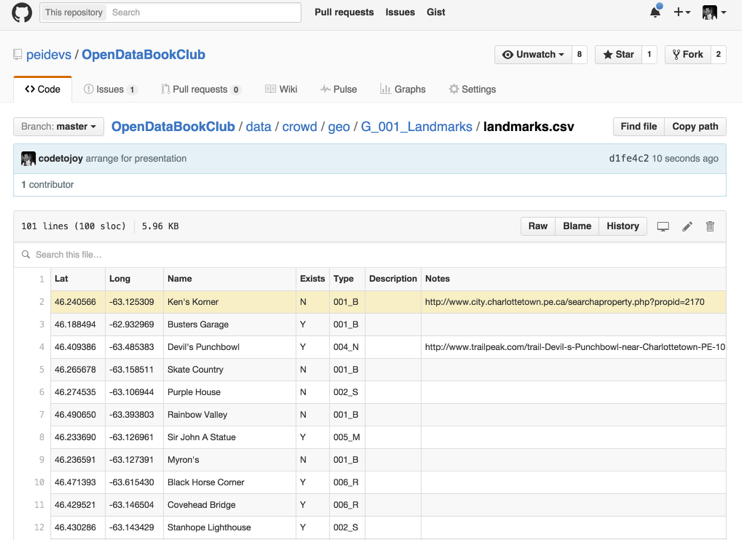 This repository Search Pull requests Issues Gist
peidevs / OpenDataBookClub Unwatch 8 Star 1 Fork 2
Code Issues 1 Pull requests 0 Wiki Pulse Graphs Settings
Branch: master OpenDataBookClub / data / crowd / geo / G_001_Landmarks / landmarks.csv Find file Copy path
codetojoy arrange for presentation d1fe4c2 10 seconds ago
1 contributor
101 lines (100 sloc) 5.96 KB Raw Blame History
Search this file…
1 Lat Long Name Exists Type Description Notes
2 46.240566 -63.125309 Ken's Korner N 001_B http://www.city.charlottetown.pe.ca/searchaproperty.php?propid=2170
3 46.188494 -62.932969 Busters Garage Y 001_B
4 46.409386 -63.485383 Devil's Punchbowl Y 004_N http://www.trailpeak.com/trail-Devil-s-Punchbowl-near-Charlottetown-PE-10
5 46.265678 -63.158511 Skate Country N 001_B
6 46.274535 -63.106944 Purple House N 002_S
7 46.490650 -63.393803 Rainbow Valley N 001_B
8 46.233690 -63.126961 Sir John A Statue Y 005_M
9 46.236591 -63.127391 Myron's N 001_B
10 46.471393 -63.615430 Black Horse Corner Y 006_R
11 46.429521 -63.146504 Covehead Bridge Y 006_R
12 46.430286 -63.143429 Stanhope Lighthouse Y 002_S